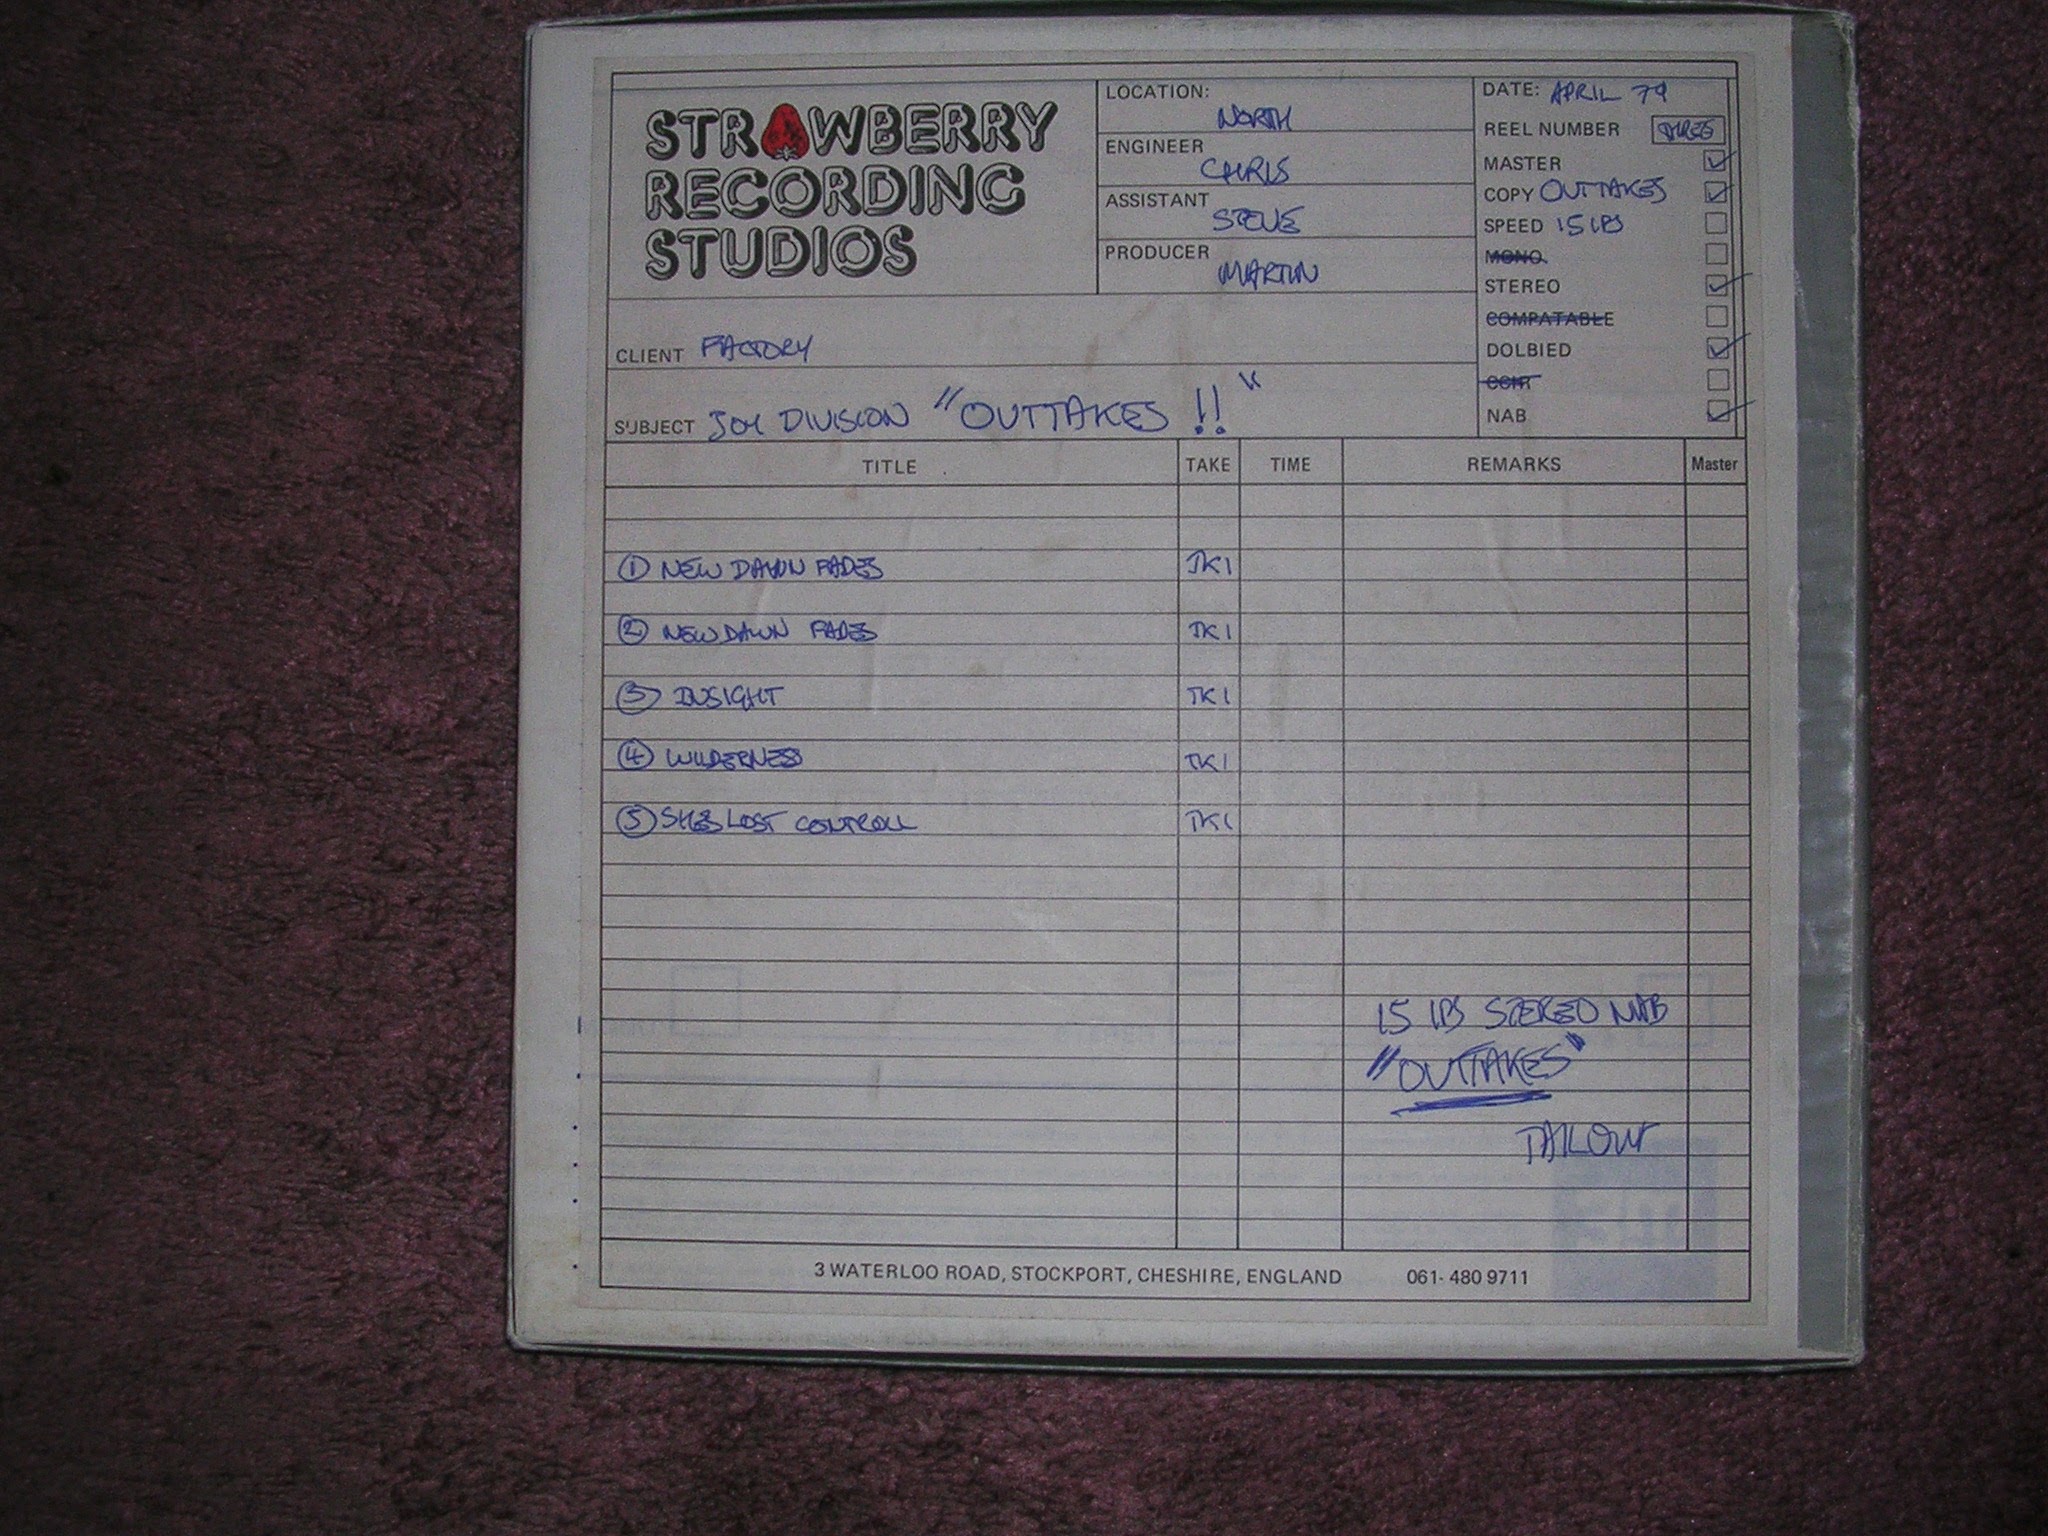 STRAWBERRY
RECORDING
STUDIOS
LOCATION: NORTH
ENGINEER CHRIS
ASSISTANT STEVE
PRODUCER MARTIN
DATE: APRIL 79
REEL NUMBER THREE
MASTER
COPY OUTTAKES
SPEED 15 IPS
MONO
STEREO
COMPATABLE
DOLBIED
CCIR
NAB
CLIENT FACTORY
SUBJECT JOY DIVISION "OUTTAKES !!"
TITLE TAKE TIME REMARKS Master
1 NEW DAWN FADES TK1
2 NEW DAWN FADES TK1
3 INSIGHT TK1
4 WILDERNESS TK1
5 SHES LOST CONTROLL TK1
15 IPS STEREO NAB
"OUTTAKES"
TAILOUT
3 WATERLOO ROAD, STOCKPORT, CHESHIRE, ENGLAND 061-480 9711